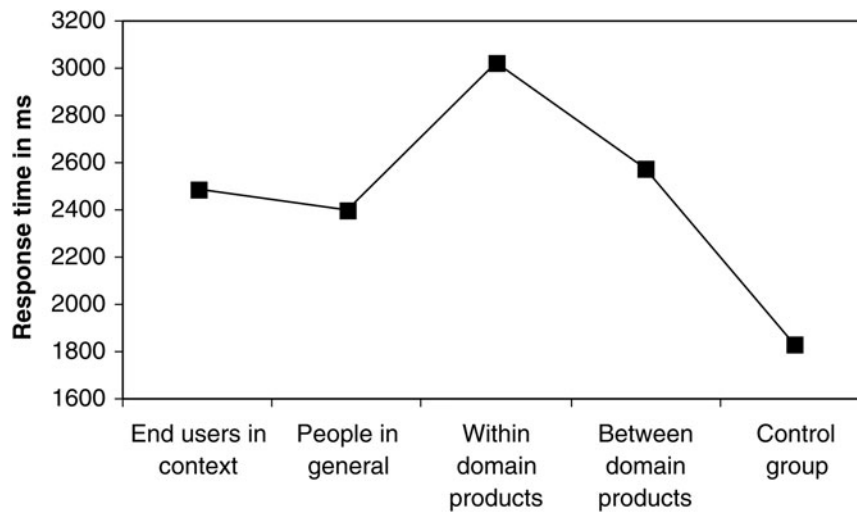 3200
3000
2800
2600
2400
2200
2000
1800
1600
Response time in ms
End users in
context
People in
general
Within
domain
products
Between
domain
products
Control
group